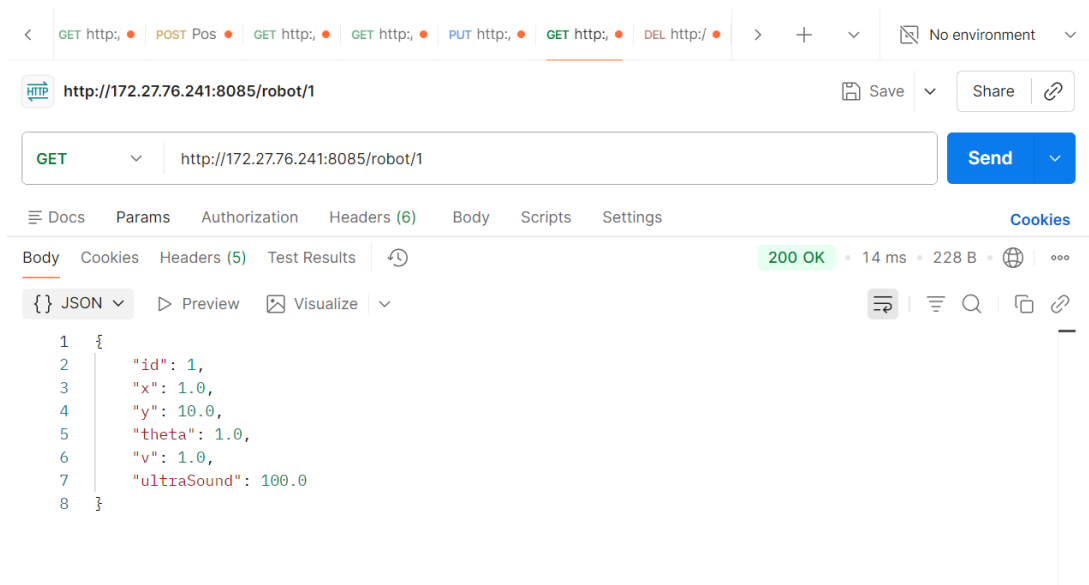 GET http:, POST Pos GET http:, GET http:, PUT http:, GET http:, DEL http:/ No environment
HTTP http://172.27.76.241:8085/robot/1 Save Share
GET http://172.27.76.241:8085/robot/1 Send
Docs Params Authorization Headers (6) Body Scripts Settings Cookies
Body Cookies Headers (5) Test Results 200 OK 14 ms 228 B
{} JSON Preview Visualize
1 {
2 "id": 1,
3 "x": 1.0,
4 "y": 10.0,
5 "theta": 1.0,
6 "v": 1.0,
7 "ultraSound": 100.0
8 }